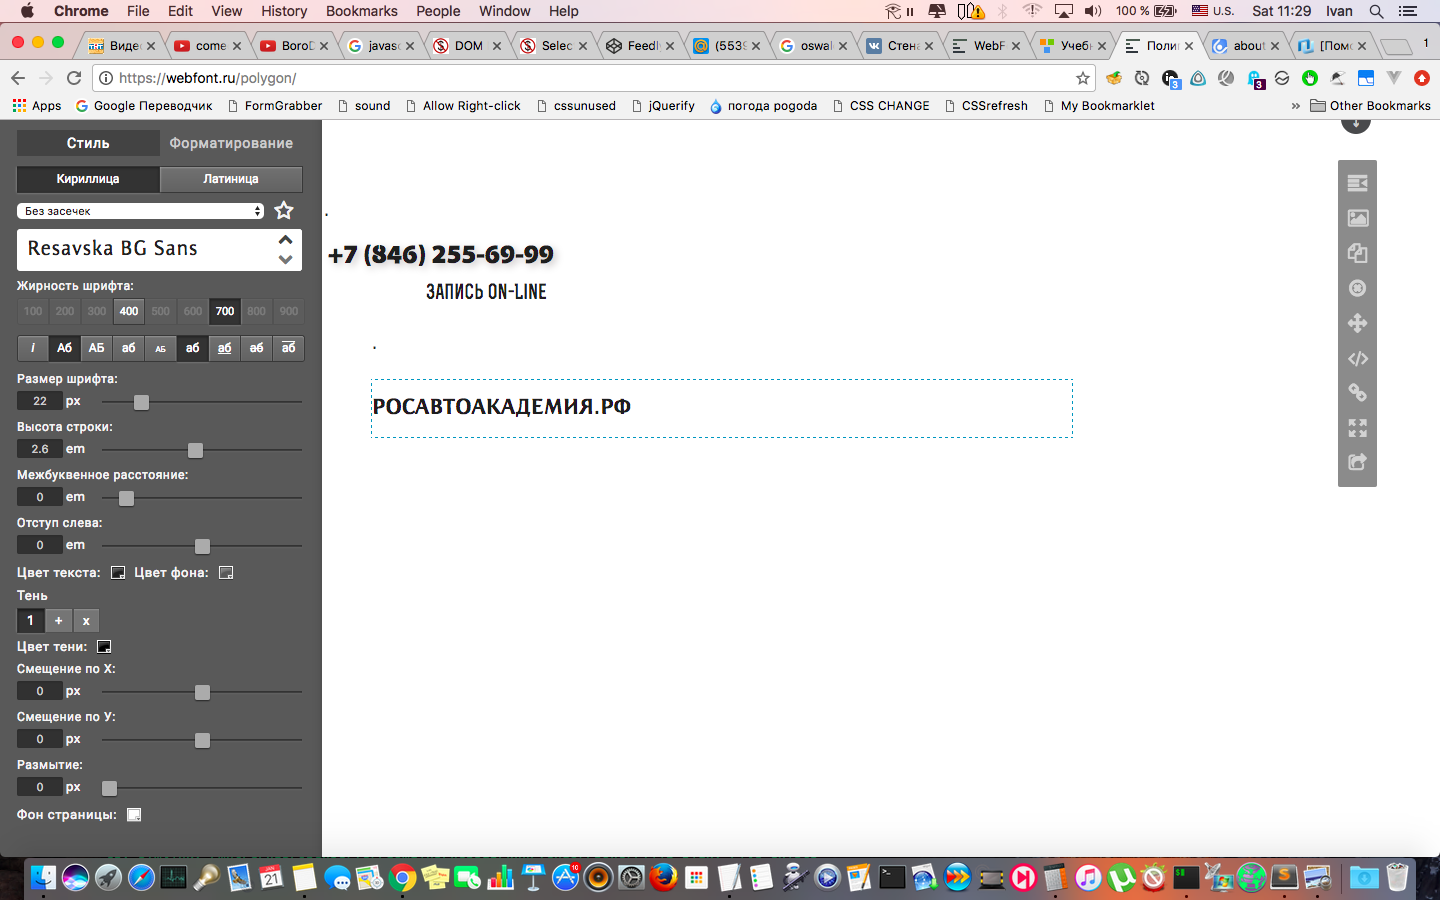 Chrome File Edit View History Bookmarks People Window Help 100 % U.S. Sat 11:29 Ivan
Видео come BoroD javasc DOM Selec Feedl (5539 oswal Стена WebF Учебн Поли about [Помо 1
https://webfont.ru/polygon/
Apps Google Переводчик FormGrabber sound Allow Right-click cssunused jQuerify погода pogoda CSS CHANGE CSSrefresh My Bookmarklet » Other Bookmarks
Стиль Форматирование
Кириллица Латиница
Без засечек
Resavska BG Sans
Жирность шрифта:
100 200 300 400 500 600 700 800 900
i Аб АБ аб АБ аб аб аб аб
Размер шрифта:
22 px
Высота строки:
2.6 em
Межбуквенное расстояние:
0 em
Отступ слева:
0 em
Цвет текста: Цвет фона:
Тень
1 + x
Цвет тени:
Смещение по X:
0 px
Смещение по У:
0 px
Размытие:
0 px
Фон страницы:
.
+7 (846) 255-69-99
ЗАПИСЬ ON-LINE
.
РОСАВТОАКАДЕМИЯ.РФ